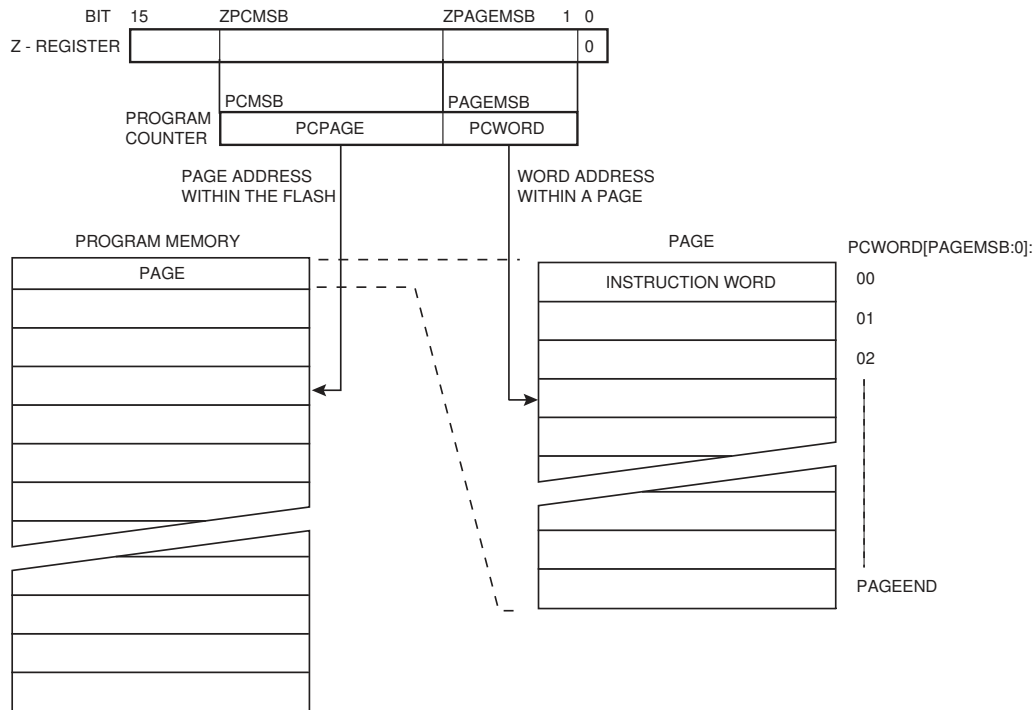 BIT 15 ZPCMSB ZPAGEMSB 1 0
Z - REGISTER 0
PCMSB PAGEMSB
PROGRAM
COUNTER
PCPAGE PCWORD
PAGE ADDRESS
WITHIN THE FLASH
WORD ADDRESS
WITHIN A PAGE
PROGRAM MEMORY
PAGE
PAGE
INSTRUCTION WORD
PCWORD[PAGEMSB:0]:
00
01
02
PAGEEND